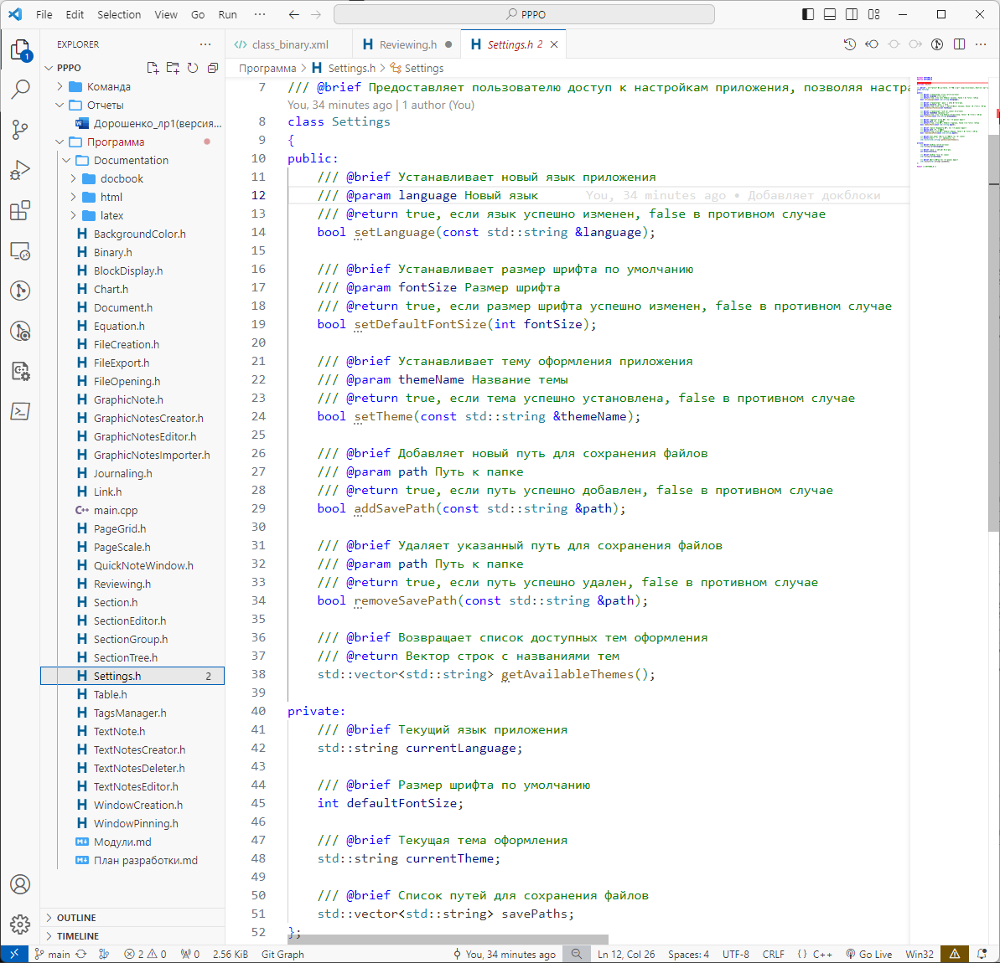 File Edit Selection View Go Run ··· PPPO
EXPLORER ···
class_binary.xml
Reviewing.h
Settings.h 2
PPPO
Программа > Settings.h > Settings
Команда
Отчеты
Дорошенко_лр1(версия...
Программа
Documentation
docbook
html
latex
BackgroundColor.h
Binary.h
BlockDisplay.h
Chart.h
Document.h
Equation.h
FileCreation.h
FileExport.h
FileOpening.h
GraphicNote.h
GraphicNotesCreator.h
GraphicNotesEditor.h
GraphicNotesImporter.h
Journaling.h
Link.h
main.cpp
PageGrid.h
PageScale.h
QuickNoteWindow.h
Reviewing.h
Section.h
SectionEditor.h
SectionGroup.h
SectionTree.h
Settings.h 2
Table.h
TagsManager.h
TextNote.h
TextNotesCreator.h
TextNotesDeleter.h
TextNotesEditor.h
WindowCreation.h
WindowPinning.h
Модули.md
План разработки.md
OUTLINE
TIMELINE
7 /// @brief Предоставляет пользователю доступ к настройкам приложения, позволяя настра
You, 34 minutes ago | 1 author (You)
8 class Settings
9 {
10 public:
11 /// @brief Устанавливает новый язык приложения
12 /// @param language Новый язык You, 34 minutes ago • Добавляет докблоки
13 /// @return true, если язык успешно изменен, false в противном случае
14 bool setLanguage(const std::string &language);
15
16 /// @brief Устанавливает размер шрифта по умолчанию
17 /// @param fontSize Размер шрифта
18 /// @return true, если размер шрифта успешно изменен, false в противном случае
19 bool setDefaultFontSize(int fontSize);
20
21 /// @brief Устанавливает тему оформления приложения
22 /// @param themeName Название темы
23 /// @return true, если тема успешно установлена, false в противном случае
24 bool setTheme(const std::string &themeName);
25
26 /// @brief Добавляет новый путь для сохранения файлов
27 /// @param path Путь к папке
28 /// @return true, если путь успешно добавлен, false в противном случае
29 bool addSavePath(const std::string &path);
30
31 /// @brief Удаляет указанный путь для сохранения файлов
32 /// @param path Путь к папке
33 /// @return true, если путь успешно удален, false в противном случае
34 bool removeSavePath(const std::string &path);
35
36 /// @brief Возвращает список доступных тем оформления
37 /// @return Вектор строк с названиями тем
38 std::vector<std::string> getAvailableThemes();
39
40 private:
41 /// @brief Текущий язык приложения
42 std::string currentLanguage;
43
44 /// @brief Размер шрифта по умолчанию
45 int defaultFontSize;
46
47 /// @brief Текущая тема оформления
48 std::string currentTheme;
49
50 /// @brief Список путей для сохранения файлов
51 std::vector<std::string> savePaths;
52 };
main 2 0 0 2.56 KiB Git Graph You, 34 minutes ago Ln 12, Col 26 Spaces: 4 UTF-8 CRLF {} C++ Go Live Win32